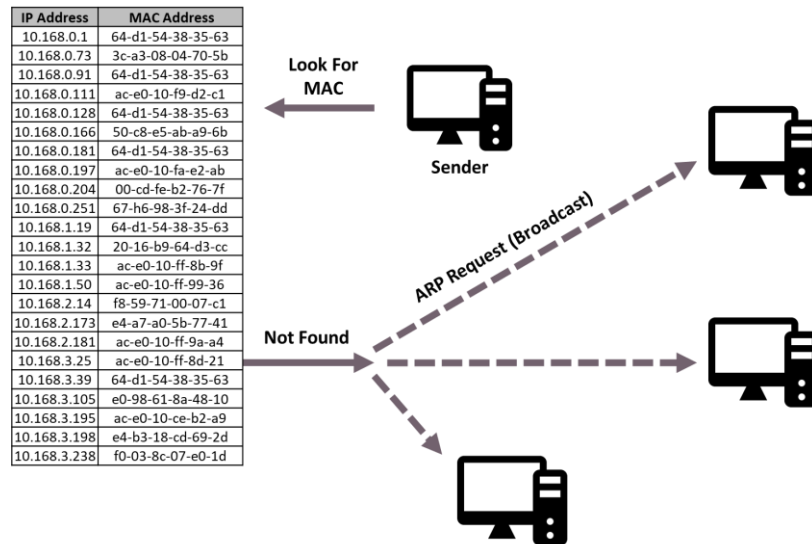 IP Address MAC Address
10.168.0.1 64-d1-54-38-35-63
10.168.0.73 3c-a3-08-04-70-5b
10.168.0.91 64-d1-54-38-35-63
10.168.0.111 ac-e0-10-f9-d2-c1
10.168.0.128 64-d1-54-38-35-63
10.168.0.166 50-c8-e5-ab-a9-6b
10.168.0.181 64-d1-54-38-35-63
10.168.0.197 ac-e0-10-fa-e2-ab
10.168.0.204 00-cd-fe-b2-76-7f
10.168.0.251 67-h6-98-3f-24-dd
10.168.1.19 64-d1-54-38-35-63
10.168.1.32 20-16-b9-64-d3-cc
10.168.1.33 ac-e0-10-ff-8b-9f
10.168.1.50 ac-e0-10-ff-99-36
10.168.2.14 f8-59-71-00-07-c1
10.168.2.173 e4-a7-a0-5b-77-41
10.168.2.181 ac-e0-10-ff-9a-a4
10.168.3.25 ac-e0-10-ff-8d-21
10.168.3.39 64-d1-54-38-35-63
10.168.3.105 e0-98-61-8a-48-10
10.168.3.195 ac-e0-10-ce-b2-a9
10.168.3.198 e4-b3-18-cd-69-2d
10.168.3.238 f0-03-8c-07-e0-1d
Look For
MAC
Sender
ARP Request (Broadcast)
Not Found